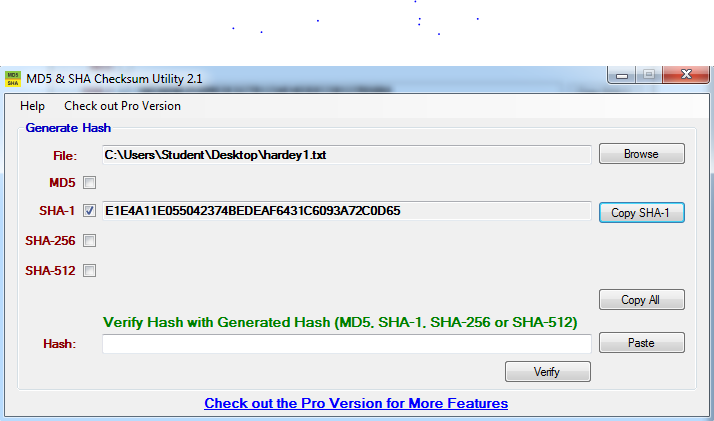 MD5 SHA
MD5 & SHA Checksum Utility 2.1
Help Check out Pro Version
Generate Hash
File: C:\Users\Student\Desktop\hardey1.txt Browse
MD5
SHA-1 E1E4A11E055042374BEDEAF6431C6093A72C0D65 Copy SHA-1
SHA-256
SHA-512
Copy All
Verify Hash with Generated Hash (MD5, SHA-1, SHA-256 or SHA-512)
Hash: Paste
Verify
Check out the Pro Version for More Features